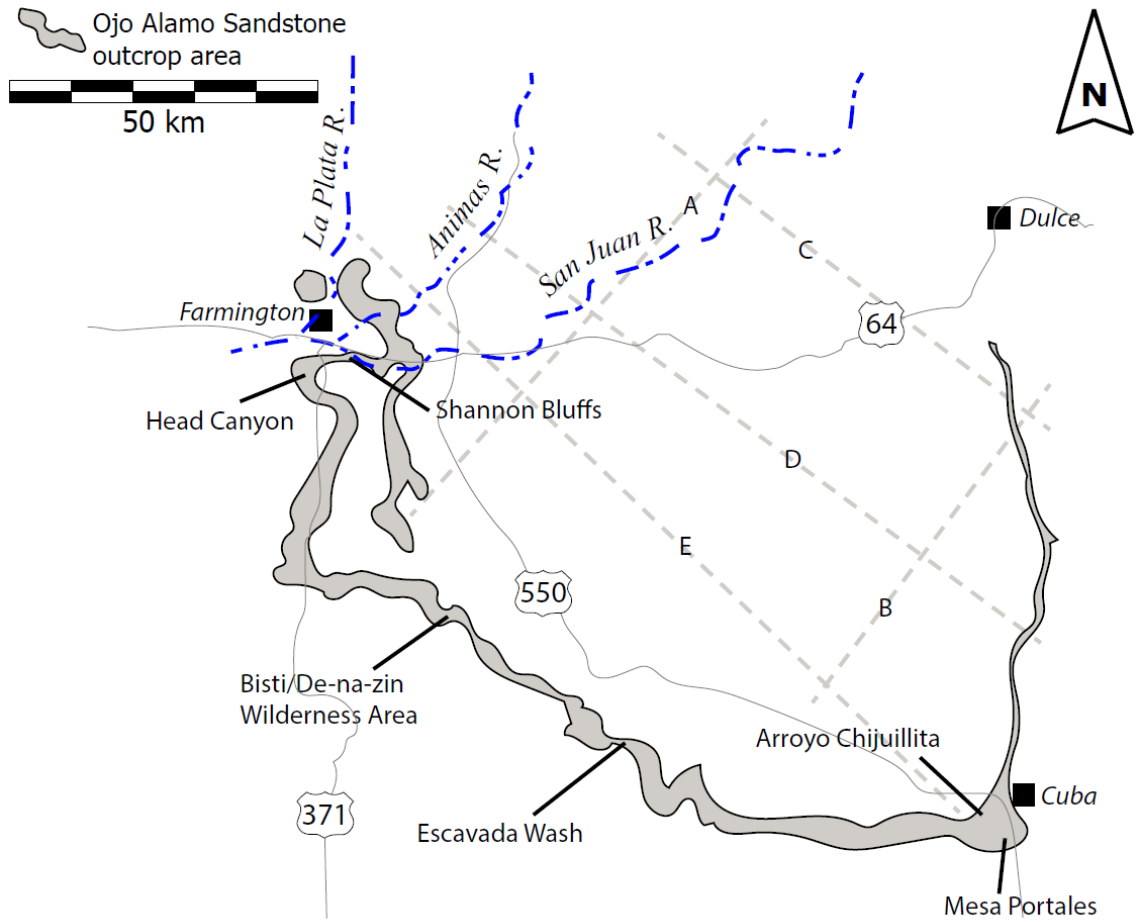 Ojo Alamo Sandstone
outcrop area
50 km
N
La Plata R.
Animas R.
San Juan R.
A
C
Dulce
Farmington
64
Head Canyon
Shannon Bluffs
D
E
550
B
Bisti/De-na-zin
Wilderness Area
Arroyo Chijuillita
371
Escavada Wash
Cuba
Mesa Portales